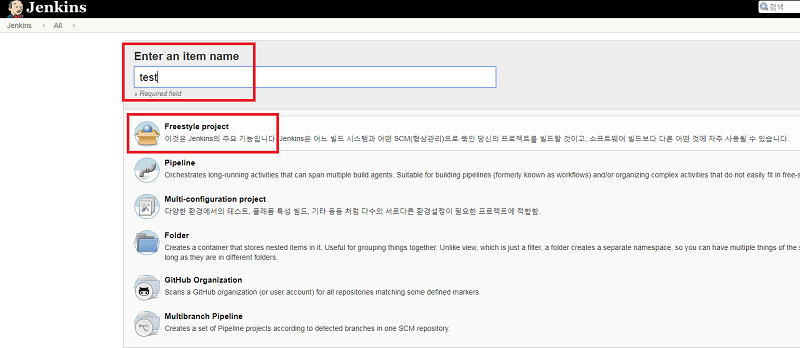 Jenkins
검색
Jenkins › All ›
Enter an item name
test
» Required field
Freestyle project
이것은 Jenkins의 주요 기능입니다. Jenkins은 어느 빌드 시스템과 어떤 SCM(형상관리)으로 묶인 당신의 프로젝트를 빌드할 것이고, 소프트웨어 빌드보다 다른 어떤 것에 자주 사용될 수 있습니다.
Pipeline
Orchestrates long-running activities that can span multiple build agents. Suitable for building pipelines (formerly known as workflows) and/or organizing complex activities that do not easily fit in free-s
Multi-configuration project
다양한 환경에서의 테스트, 플래폼 특성 빌드, 기타 등등 처럼 다수의 서로다른 환경설정이 필요한 프로젝트에 적합함.
Folder
Creates a container that stores nested items in it. Useful for grouping things together. Unlike view, which is just a filter, a folder creates a separate namespace, so you can have multiple things of the s
long as they are in different folders.
GitHub Organization
Scans a GitHub organization (or user account) for all repositories matching some defined markers.
Multibranch Pipeline
Creates a set of Pipeline projects according to detected branches in one SCM repository.